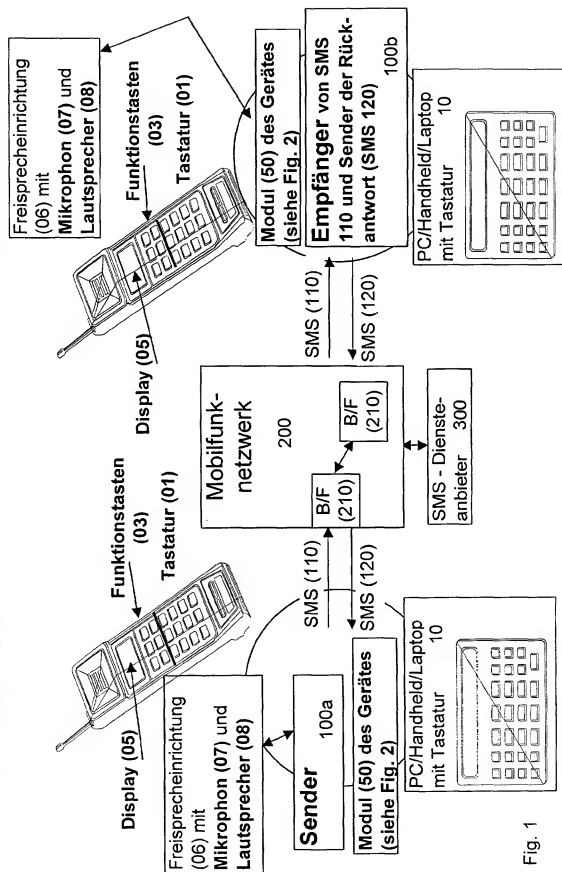 Freisprecheinrichtung
(06) mit
Mikrophon (07) und
Lautsprecher (08)
Display (05)
Funktionstasten
(03)
Tastatur (01)
Sender
100a
Modul (50) des Gerätes
(siehe Fig. 2)
PC/Handheld/Laptop
mit Tastatur 10
SMS (110)
SMS (120)
Mobilfunk-
netzwerk
200
B/F
(210)
B/F
(210)
SMS - Dienste-
anbieter 300
SMS (110)
SMS (120)
Display (05)
Funktionstasten
(03)
Tastatur (01)
Freisprecheinrichtung
(06) mit
Mikrophon (07) und
Lautsprecher (08)
Modul (50) des Gerätes
(siehe Fig. 2)
Empfänger von SMS
110 und Sender der Rück-
antwort (SMS 120)
100b
PC/Handheld/Laptop
mit Tastatur 10
Fig. 1